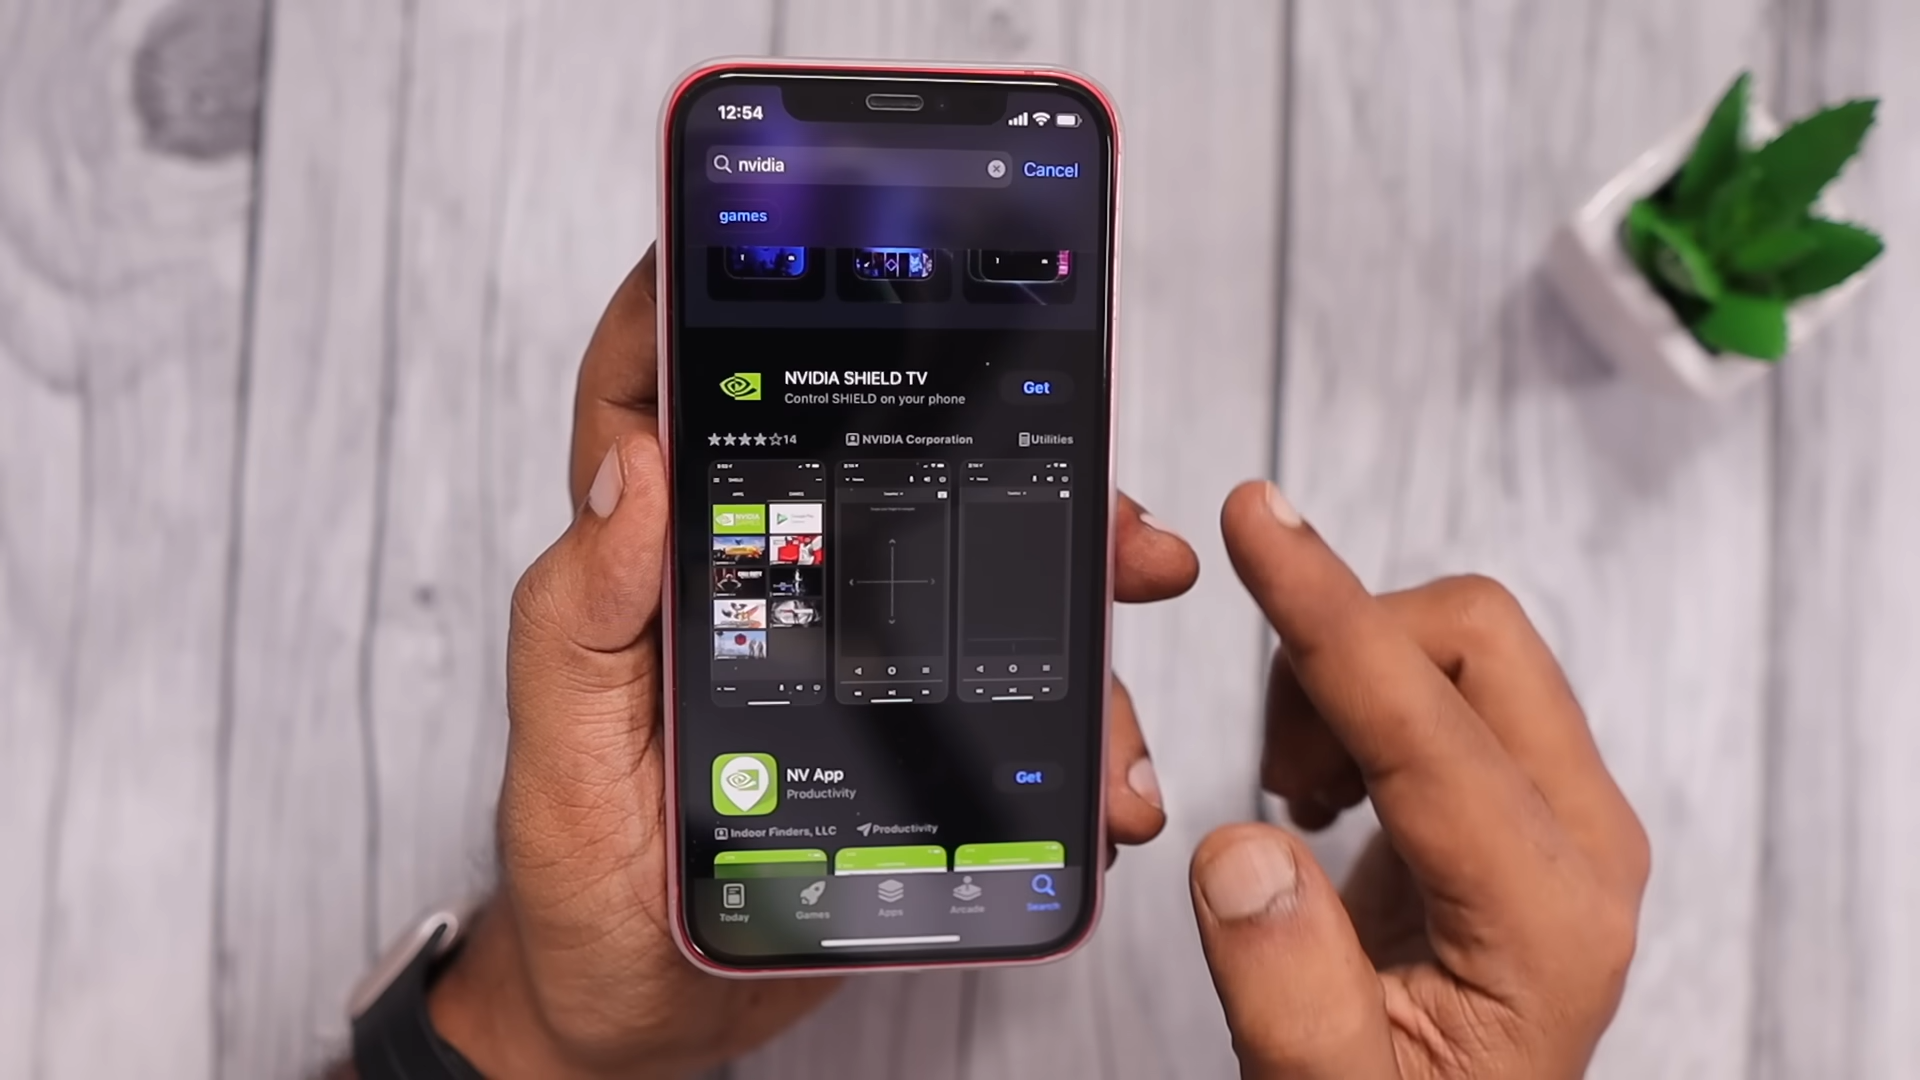 12:54
nvidia
Cancel
games
NVIDIA SHIELD TV
Control SHIELD on your phone
Get
14
NVIDIA Corporation
Utilities
NV App
Productivity
Get
Indoor Finders, LLC
Productivity
Today
Games
Apps
Arcade
Search